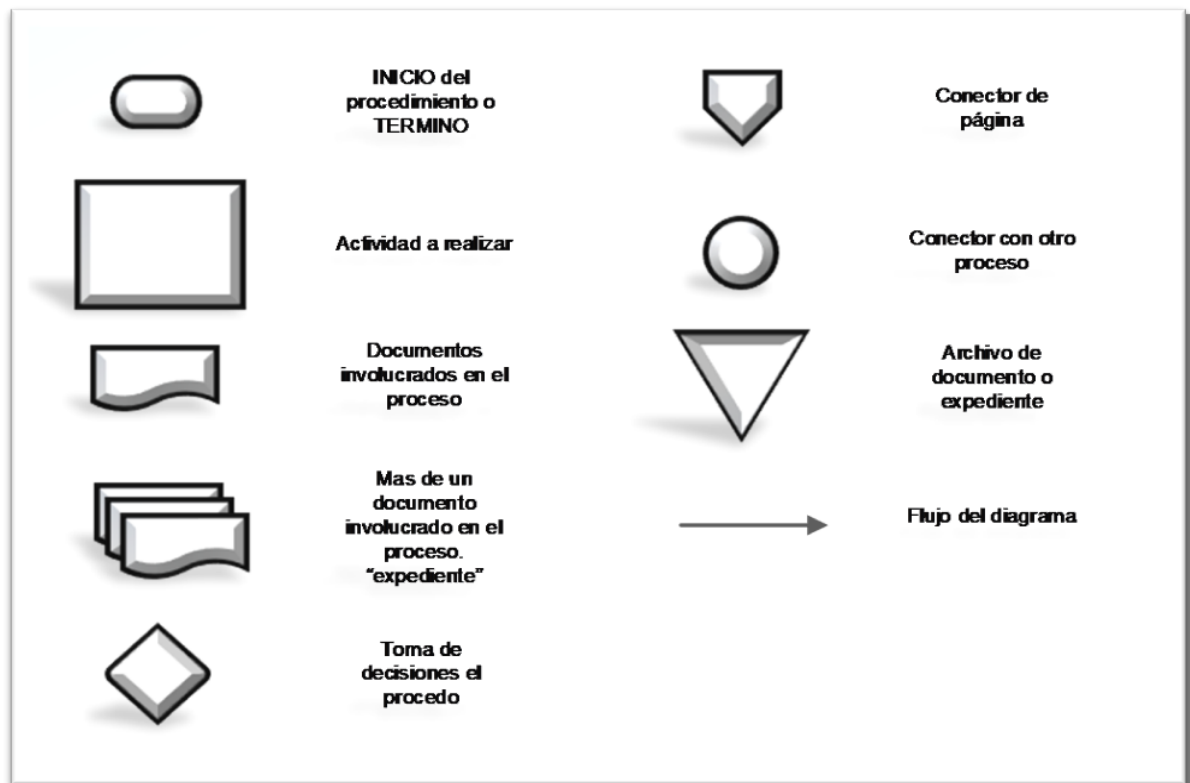 INICIO del
procedimiento o
TERMINO
Actividad a realizar
Documentos
involucrados en el
proceso
Mas de un
documento
involucrado en el
proceso.
“expediente”
Toma de
decisiones el
procedo
Conector de
página
Conector con otro
proceso
Archivo de
documento o
expediente
Flujo del diagrama